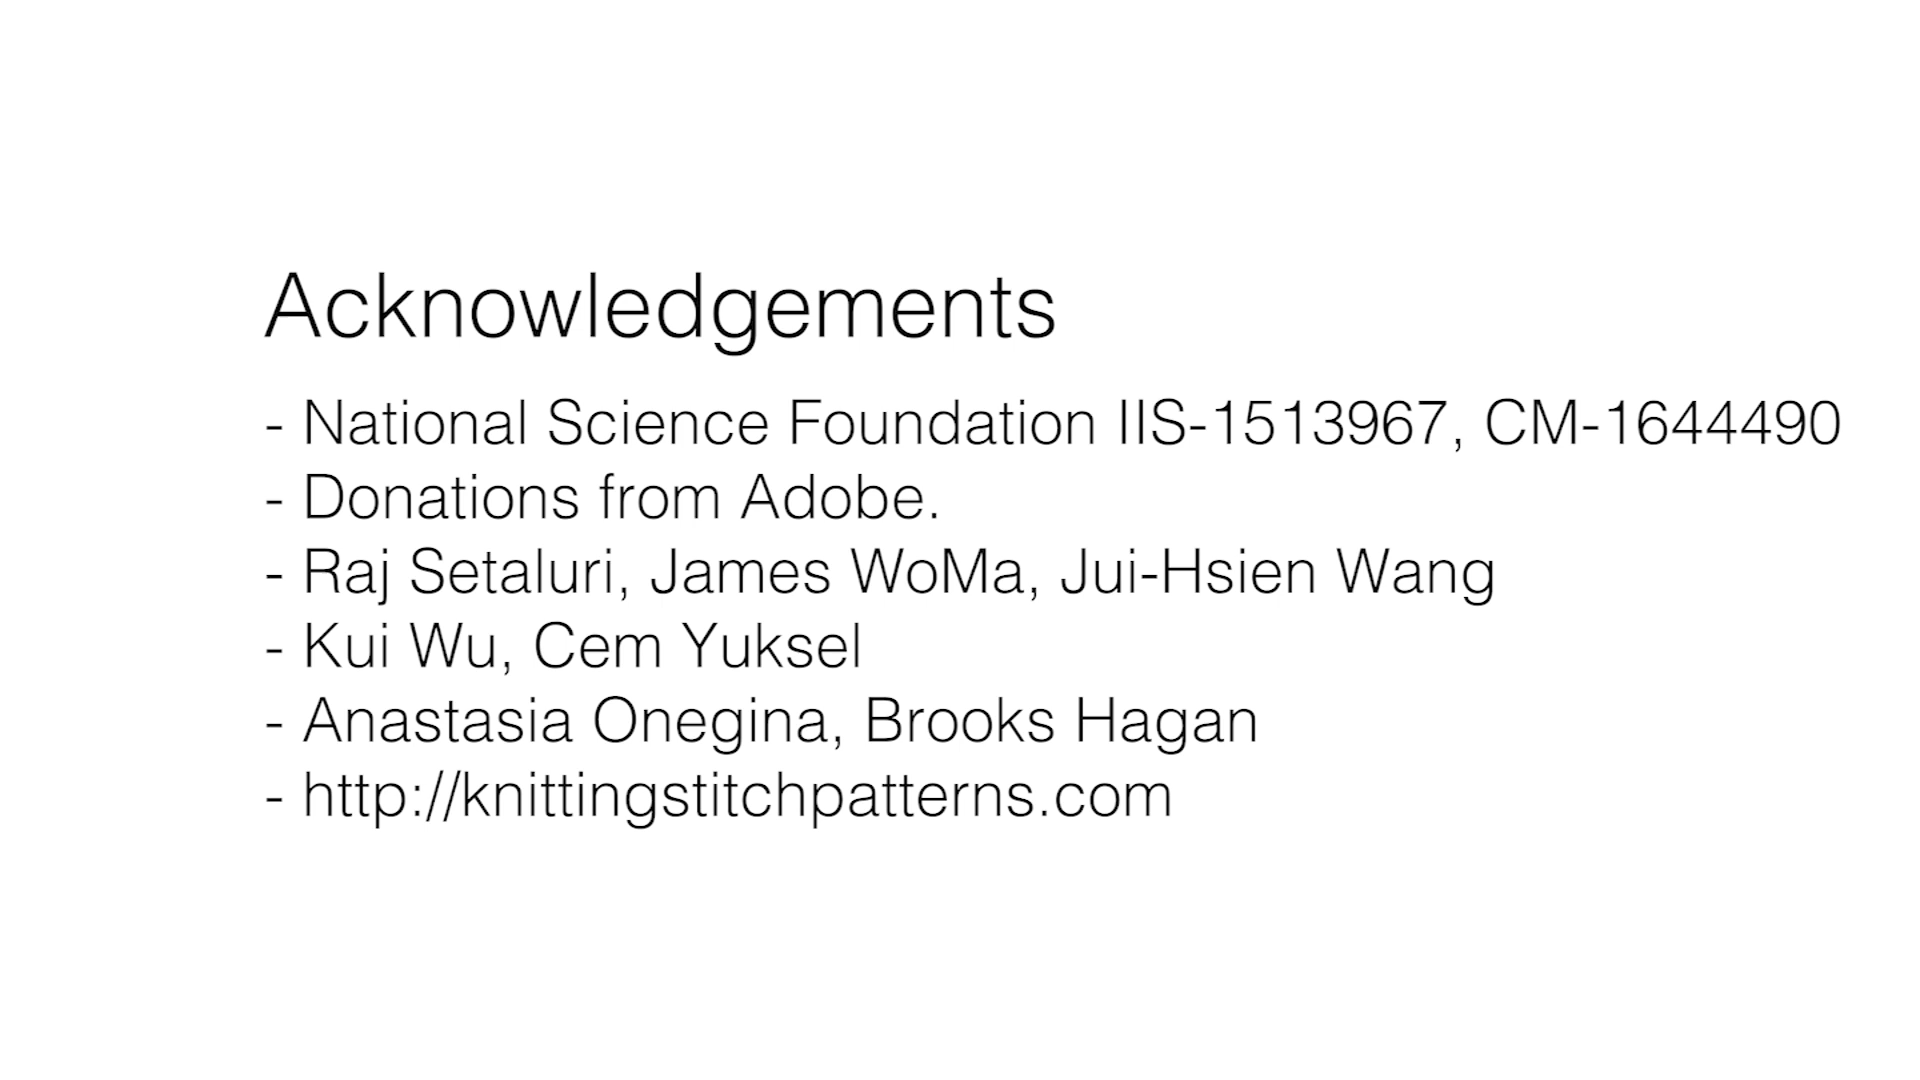 Acknowledgements
- National Science Foundation IIS-1513967, CM-1644490
- Donations from Adobe.
- Raj Setaluri, James WoMa, Jui-Hsien Wang
- Kui Wu, Cem Yuksel
- Anastasia Onegina, Brooks Hagan
- http://knittingstitchpatterns.com